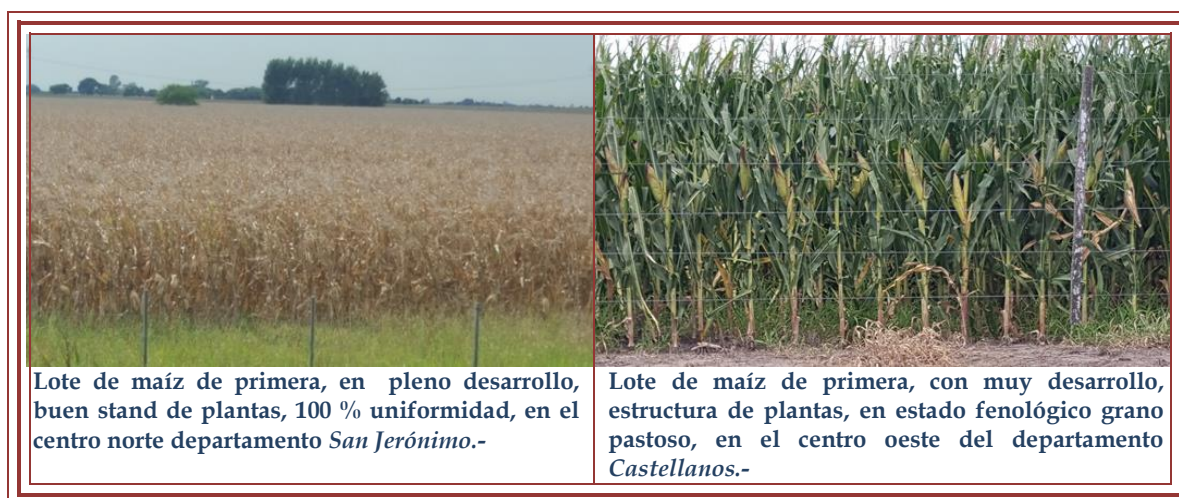 Lote de maíz de primera, en pleno desarrollo,
buen stand de plantas, 100 % uniformidad, en el
centro norte departamento San Jerónimo.-
Lote de maíz de primera, con muy desarrollo,
estructura de plantas, en estado fenológico grano
pastoso, en el centro oeste del departamento
Castellanos.-